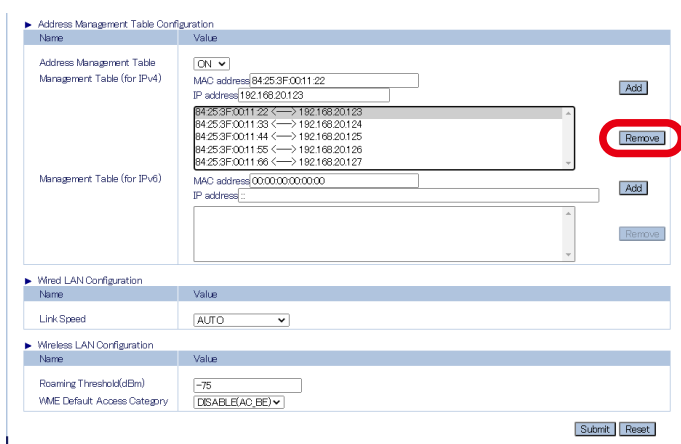 ► Address Management Table Configuration
Name Value
Address Management Table ON
Management Table (for IPv4) MAC address 84:25:3F:00:11:22
IP address 192.168.20.123
Add
84:25:3F:00:11:22 <---> 192.168.20.123
84:25:3F:00:11:33 <---> 192.168.20.124
84:25:3F:00:11:44 <---> 192.168.20.125
84:25:3F:00:11:55 <---> 192.168.20.126
84:25:3F:00:11:66 <---> 192.168.20.127
Remove
Management Table (for IPv6) MAC address 00:00:00:00:00:00
IP address ::
Add
Remove
► Wired LAN Configuration
Name Value
Link Speed AUTO
► Wireless LAN Configuration
Name Value
Roaming Threshold(dBm) -75
WME Default Access Category DISABLE(AC_BE)
Submit Reset